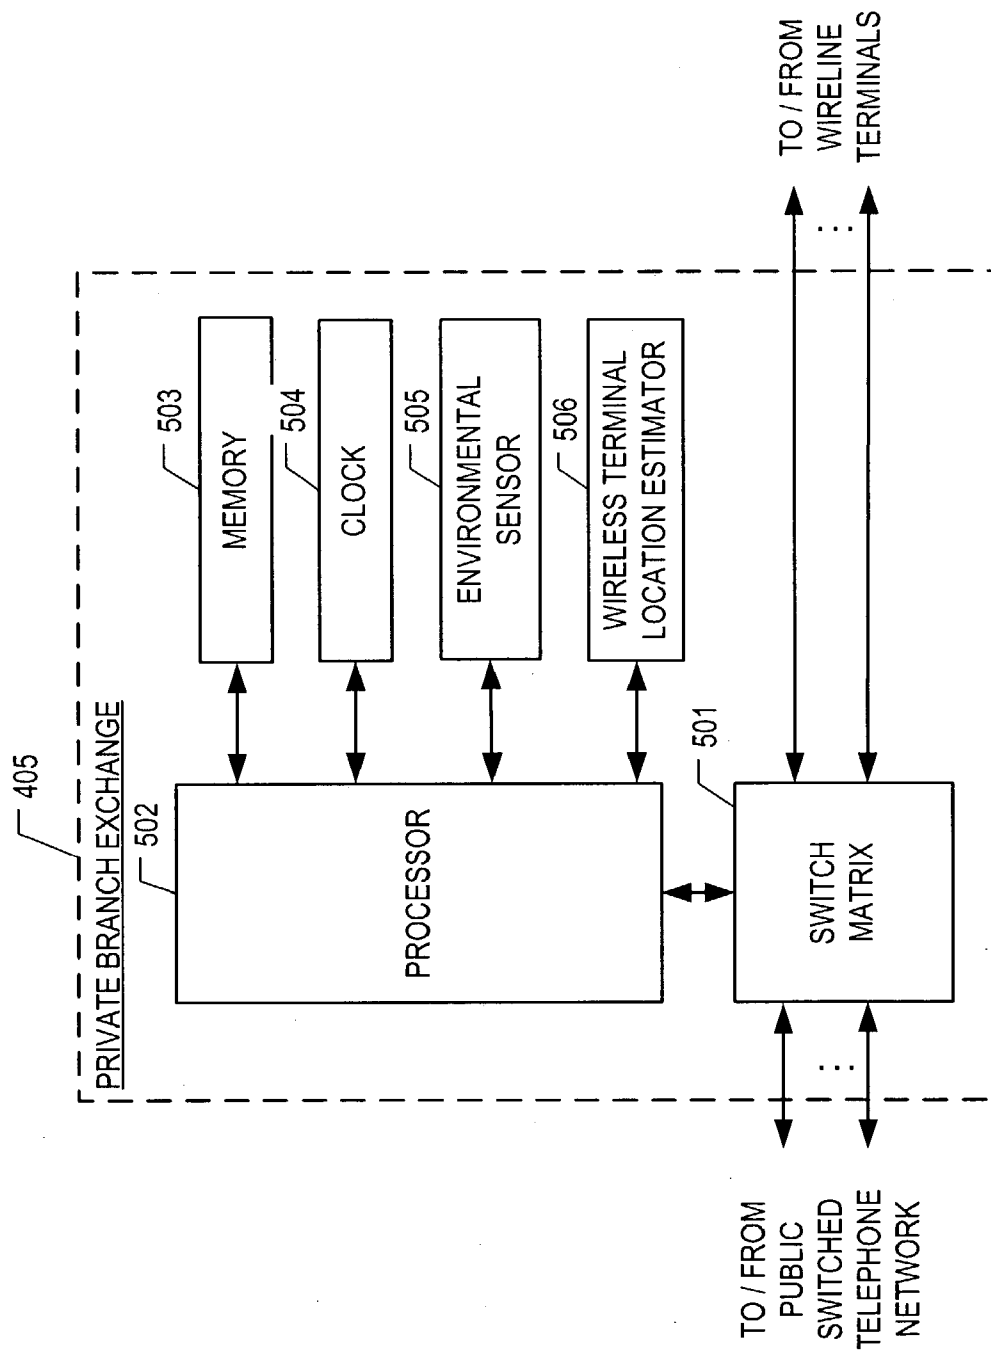 405
PRIVATE BRANCH EXCHANGE
502
PROCESSOR
503
MEMORY
504
CLOCK
505
ENVIRONMENTAL
SENSOR
506
WIRELESS TERMINAL
LOCATION ESTIMATOR
501
SWITCH
MATRIX
TO / FROM
PUBLIC
SWITCHED
TELEPHONE
NETWORK
...
...
TO / FROM
WIRELINE
TERMINALS